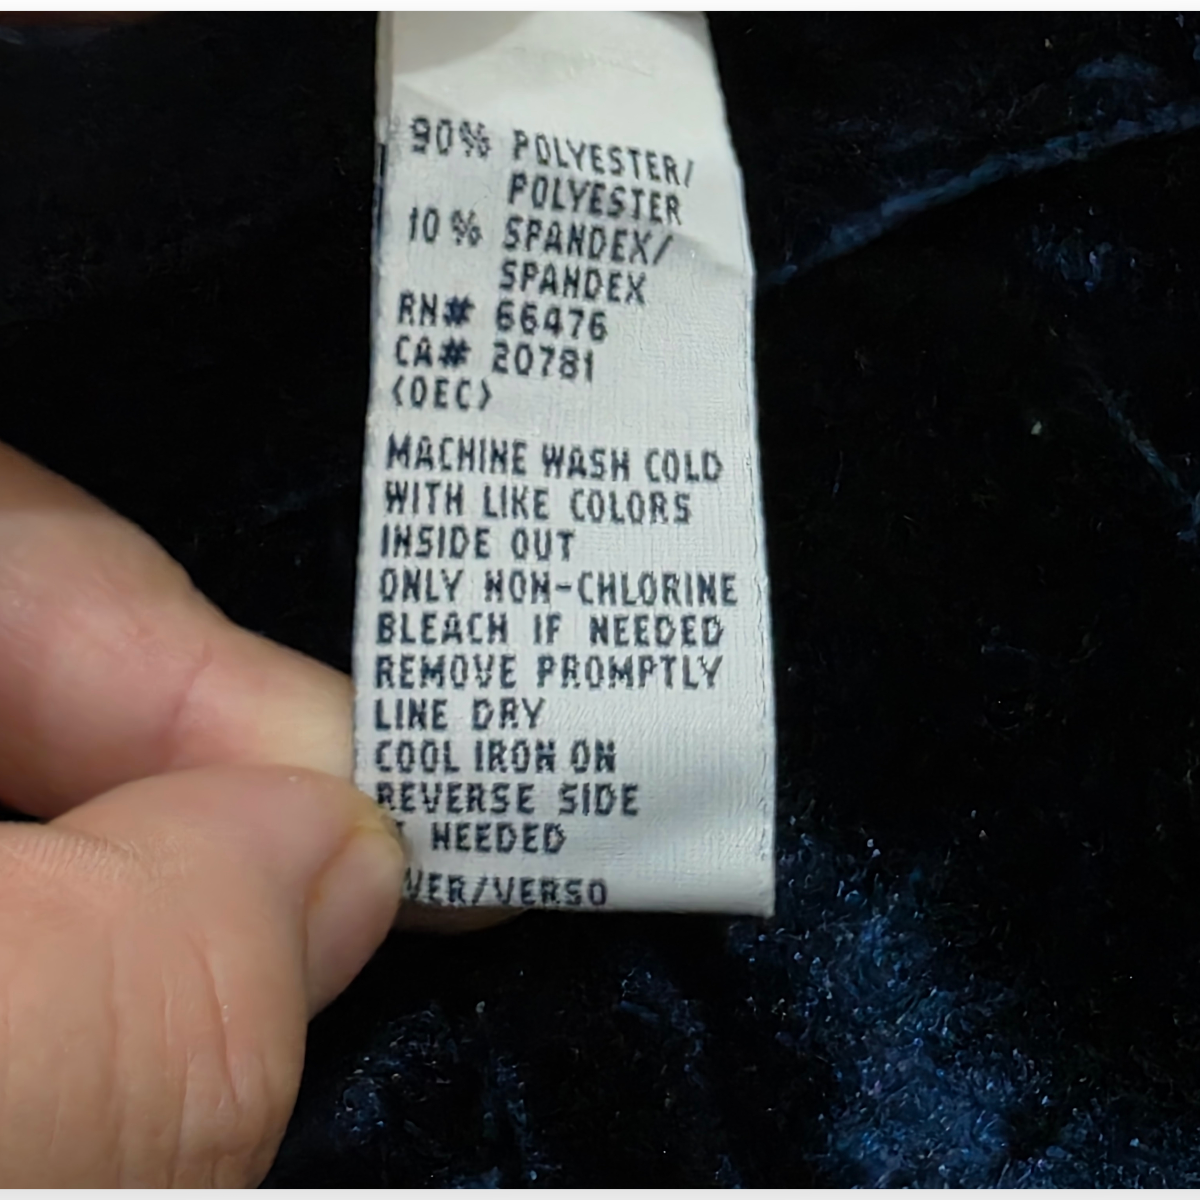 90% POLYESTER/
POLYESTER
10% SPANDEX/
SPANDEX
RN# 66476
CA# 20781
(OEC)
MACHINE WASH COLD
WITH LIKE COLORS
INSIDE OUT
ONLY NON-CHLORINE
BLEACH IF NEEDED
REMOVE PROMPTLY
LINE DRY
COOL IRON ON
REVERSE SIDE
NEEDED
VER/VERSO